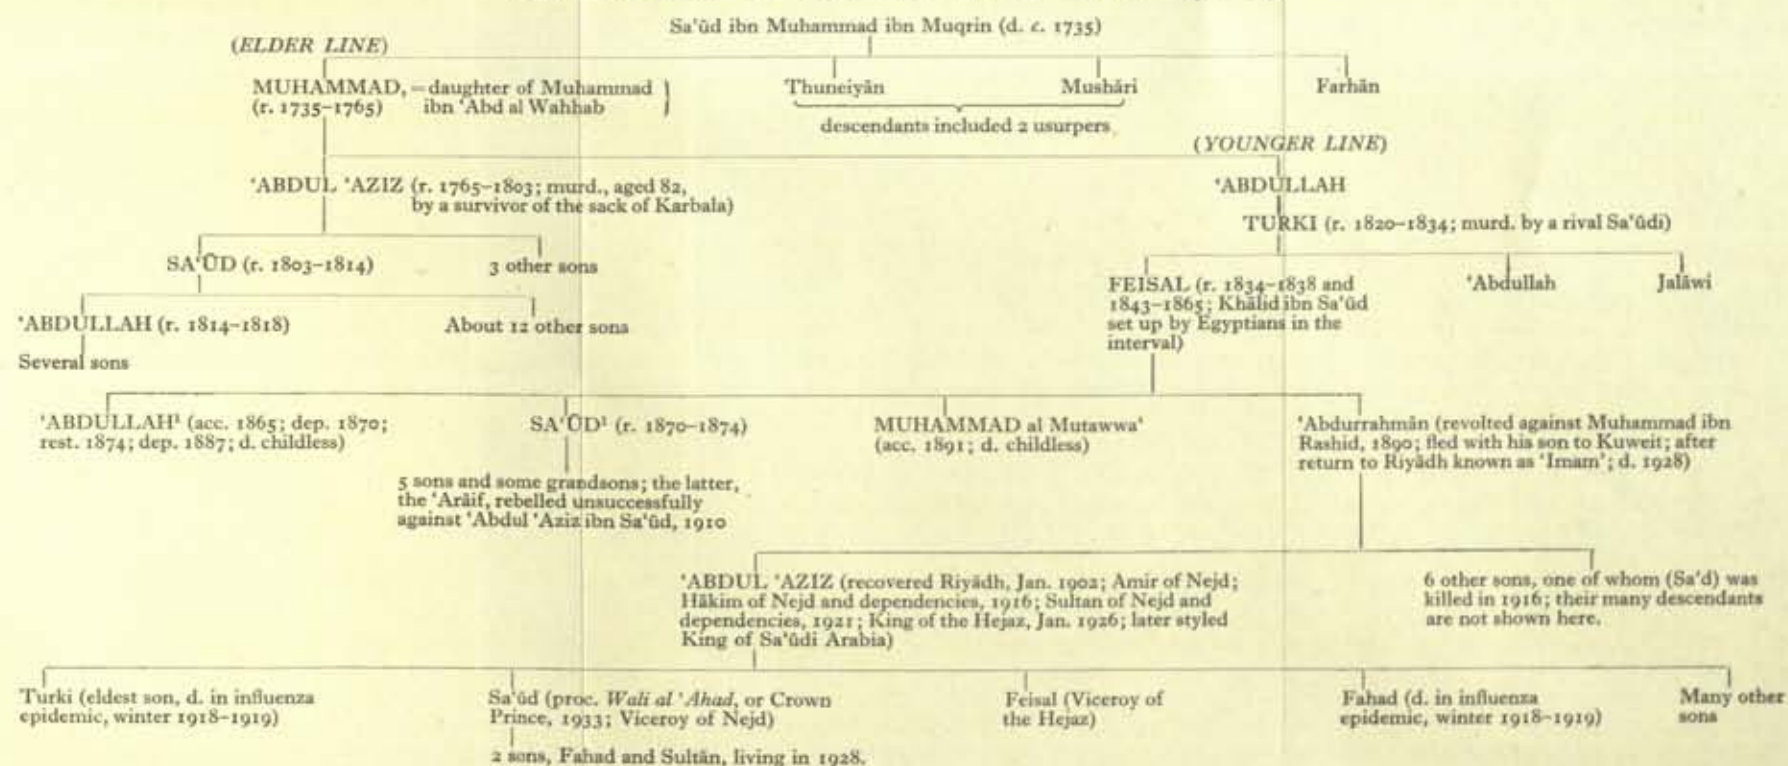 Sa'ûd ibn Muhammad ibn Muqrin (d. c. 1735)
(ELDER LINE)
MUHAMMAD, = daughter of Muhammad
(r. 1735–1765) ibn 'Abd al Wahhab
Thuneiyān
Mushāri
Farhān
descendants included 2 usurpers
(YOUNGER LINE)
'ABDUL 'AZIZ (r. 1765–1803; murd., aged 82,
by a survivor of the sack of Karbala)
'ABDULLAH
TURKI (r. 1820–1834; murd. by a rival Sa'ûdi)
SA'ŪD (r. 1803–1814)
3 other sons
FEISAL (r. 1834–1838 and
1843–1865; Khālid ibn Sa'ûd
set up by Egyptians in the
interval)
'Abdullah
Jalāwi
'ABDULLAH (r. 1814–1818)
About 12 other sons
Several sons
'ABDULLAH¹ (acc. 1865; dep. 1870;
rest. 1874; dep. 1887; d. childless)
SA'ŪD¹ (r. 1870–1874)
MUHAMMAD al Mutawwa'
(acc. 1891; d. childless)
'Abdurrahmān (revolted against Muhammad ibn
Rashid, 1890; fled with his son to Kuweit; after
return to Riyādh known as 'Imam'; d. 1928)
5 sons and some grandsons; the latter,
the 'Arāif, rebelled unsuccessfully
against 'Abdul 'Aziz ibn Sa'ûd, 1910
'ABDUL 'AZIZ (recovered Riyādh, Jan. 1902; Amir of Nejd;
Hākim of Nejd and dependencies, 1916; Sultan of Nejd and
dependencies, 1921; King of the Hejaz, Jan. 1926; later styled
King of Sa'ûdi Arabia)
6 other sons, one of whom (Sa'd) was
killed in 1916; their many descendants
are not shown here.
Turki (eldest son, d. in influenza
epidemic, winter 1918–1919)
Sa'ûd (proc. Wali al 'Ahad, or Crown
Prince, 1933; Viceroy of Nejd)
Feisal (Viceroy of
the Hejaz)
Fahad (d. in influenza
epidemic, winter 1918–1919)
Many other
sons
2 sons, Fahad and Sultān, living in 1928.